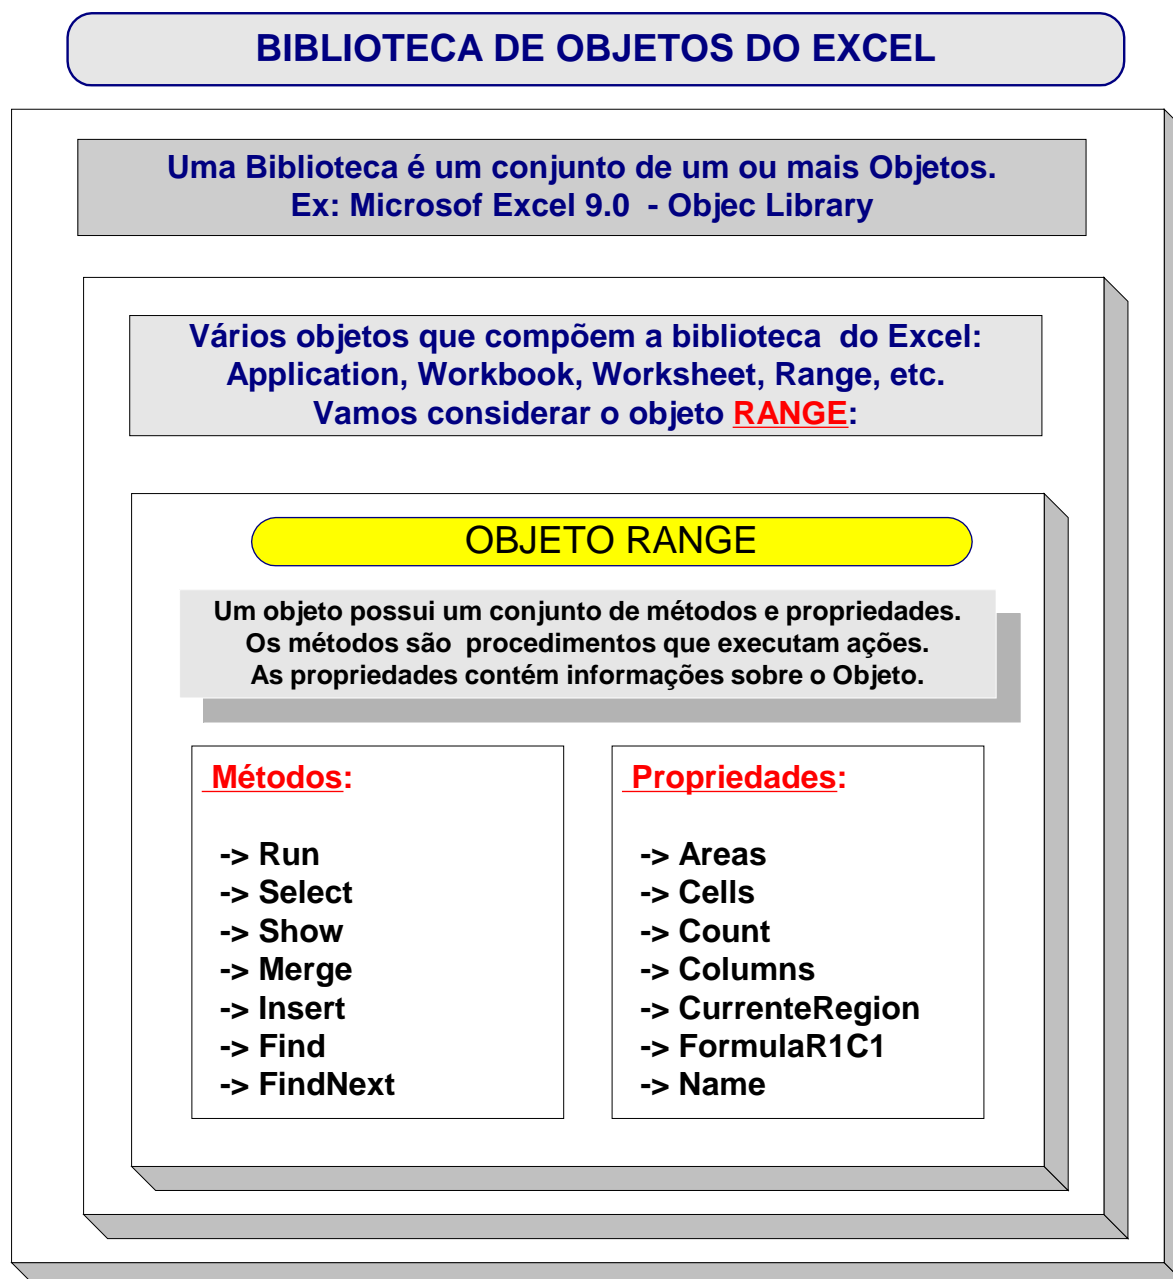 BIBLIOTECA DE OBJETOS DO EXCEL
Uma Biblioteca é um conjunto de um ou mais Objetos.
Ex: Microsof Excel 9.0 - Objec Library
Vários objetos que compõem a biblioteca do Excel:
Application, Workbook, Worksheet, Range, etc.
Vamos considerar o objeto RANGE:
OBJETO RANGE
Um objeto possui um conjunto de métodos e propriedades.
Os métodos são procedimentos que executam ações.
As propriedades contém informações sobre o Objeto.
Métodos:
-> Run
-> Select
-> Show
-> Merge
-> Insert
-> Find
-> FindNext
Propriedades:
-> Areas
-> Cells
-> Count
-> Columns
-> CurrenteRegion
-> FormulaR1C1
-> Name